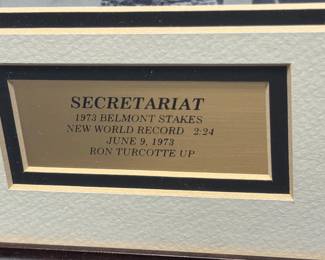 SECRETARIAT
1973 BELMONT STAKES
NEW WORLD RECORD 2:24
JUNE 9, 1973
RON TURCOTTE UP